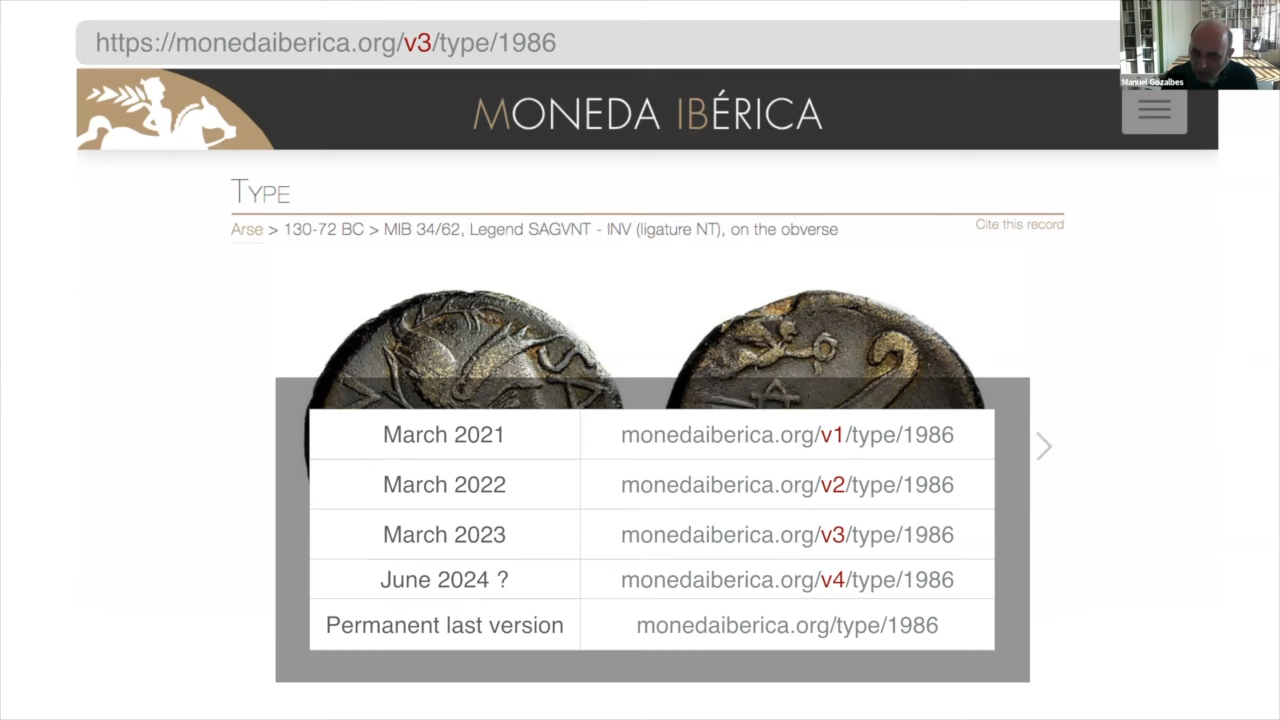 https://monedaiberica.org/v3/type/1986
Manuel Gozalbes
MONEDA IBÉRICA
TYPE
Arse > 130-72 BC > MIB 34/62, Legend SAGVNT - INV (ligature NT), on the obverse
Cite this record
March 2021 monedaiberica.org/v1/type/1986
March 2022 monedaiberica.org/v2/type/1986
March 2023 monedaiberica.org/v3/type/1986
June 2024 ? monedaiberica.org/v4/type/1986
Permanent last version monedaiberica.org/type/1986